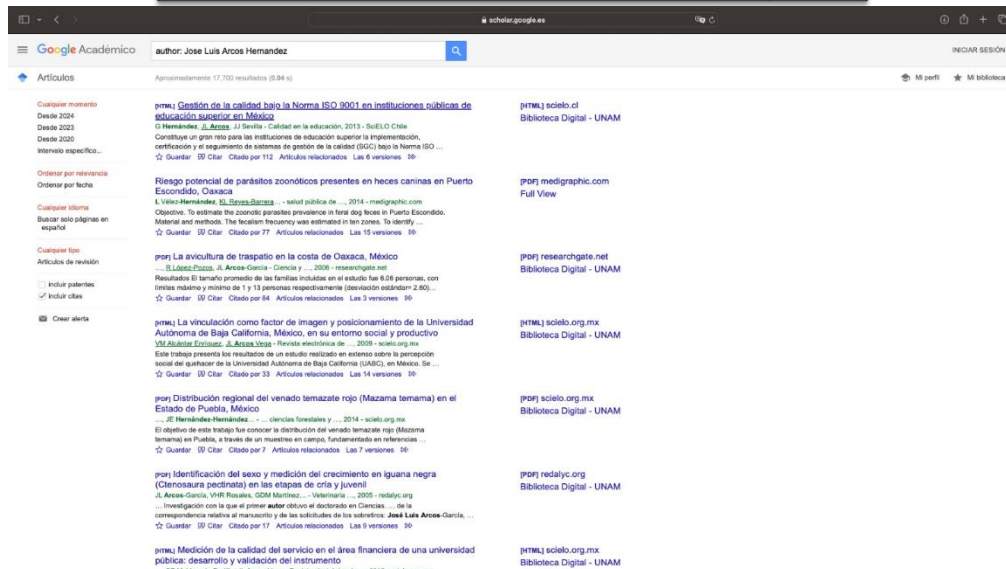 scholar.google.es
Google Académico
author: Jose Luis Arcos Hernandez
INICIAR SESIÓN
Artículos
Aproximadamente 17,700 resultados (0.04 s)
Mi perfil
Mi biblioteca
Cualquier momento
Desde 2024
Desde 2023
Desde 2020
Intervalo específico...
Ordenar por relevancia
Ordenar por fecha
Cualquier idioma
Buscar solo páginas en
español
Cualquier tipo
Artículos de revisión
incluir patentes
incluir citas
Crear alerta
[HTML] Gestión de la calidad bajo la Norma ISO 9001 en instituciones públicas de
educación superior en México
G Hernández, JL Arcos, JJ Sevilla - Calidad en la educación, 2013 - SciELO Chile
Constituye un gran reto para las instituciones de educación superior la implementación,
certificación y el seguimiento de sistemas de gestión de la calidad (SGC) bajo la Norma ISO ...
Guardar Citar Citado por 112 Artículos relacionados Las 6 versiones
[HTML] scielo.cl
Biblioteca Digital - UNAM
Riesgo potencial de parásitos zoonóticos presentes en heces caninas en Puerto
Escondido, Oaxaca
L Vélez-Hernández, KL Reyes-Barrera... - salud pública de ..., 2014 - medigraphic.com
Objective. To estimate the zoonotic parasites prevalence in feral dog feces in Puerto Escondido.
Material and methods. The fecalism frecuency was estimated in ten zones. To identify ...
Guardar Citar Citado por 77 Artículos relacionados Las 15 versiones
[PDF] medigraphic.com
Full View
[PDF] La avicultura de traspatio en la costa de Oaxaca, México
..., R López-Pozos, JL Arcos-García - Ciencia y ..., 2006 - researchgate.net
Resultados El tamaño promedio de las familias incluidas en el estudio fue 6.06 personas, con
límites máximo y mínimo de 1 y 13 personas respectivamente (desviación estándar= 2.60)...
Guardar Citar Citado por 84 Artículos relacionados Las 3 versiones
[PDF] researchgate.net
Biblioteca Digital - UNAM
[HTML] La vinculación como factor de imagen y posicionamiento de la Universidad
Autónoma de Baja California, México, en su entorno social y productivo
VM Alcántar Enríquez, JL Arcos Vega - Revista electrónica de ..., 2009 - scielo.org.mx
Este trabajo presenta los resultados de un estudio realizado en extenso sobre la percepción
social del quehacer de la Universidad Autónoma de Baja California (UABC), en México. Se ...
Guardar Citar Citado por 33 Artículos relacionados Las 14 versiones
[HTML] scielo.org.mx
Biblioteca Digital - UNAM
[PDF] Distribución regional del venado temazate rojo (Mazama temama) en el
Estado de Puebla, México
..., JE Hernández-Hernández... - ... ciencias forestales y ..., 2014 - scielo.org.mx
El objetivo de este trabajo fue conocer la distribución del venado temazate rojo (Mazama
temama) en Puebla, a través de un muestreo en campo, fundamentado en referencias ...
Guardar Citar Citado por 7 Artículos relacionados Las 7 versiones
[PDF] scielo.org.mx
Biblioteca Digital - UNAM
[PDF] Identificación del sexo y medición del crecimiento en iguana negra
(Ctenosaura pectinata) en las etapas de cría y juvenil
JL Arcos-García, VHR Rosales, GDM Martínez... - Veterinaria ..., 2005 - redalyc.org
... Investigación con la que el primer autor obtuvo el doctorado en Ciencias. ... de la
correspondencia relativa al manuscrito y de las solicitudes de los sobretiros: José Luis Arcos-García, ...
Guardar Citar Citado por 17 Artículos relacionados Las 9 versiones
[PDF] redalyc.org
Biblioteca Digital - UNAM
[HTML] Medición de la calidad del servicio en el área financiera de una universidad
pública: desarrollo y validación del instrumento
[HTML] scielo.org.mx
Biblioteca Digital - UNAM